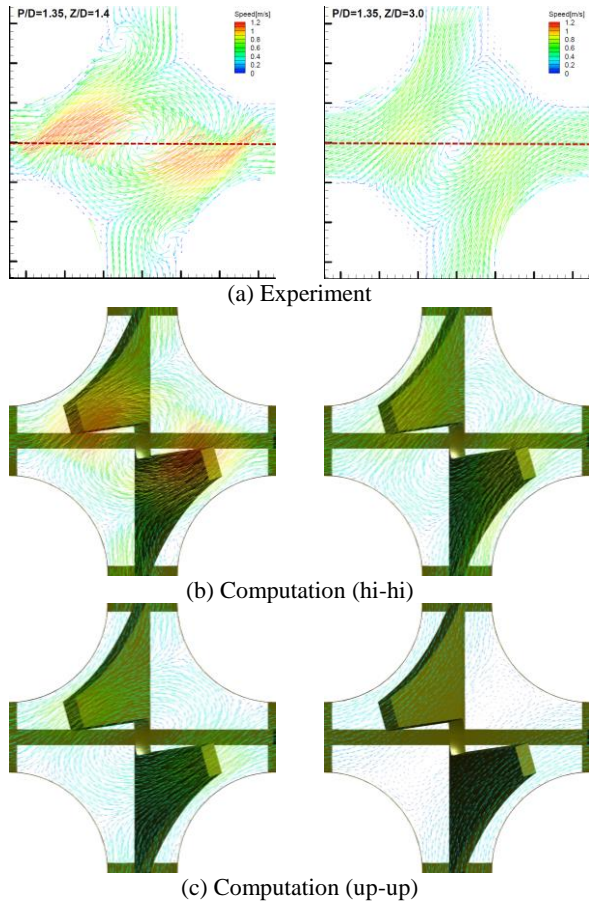 P/D=1.35, Z/D=1.4
Speed[m/s]
1.2
1
0.8
0.6
0.4
0.2
0
P/D=1.35, Z/D=3.0
Speed[m/s]
1.2
1
0.8
0.6
0.4
0.2
0
(a) Experiment
(b) Computation (hi-hi)
(c) Computation (up-up)